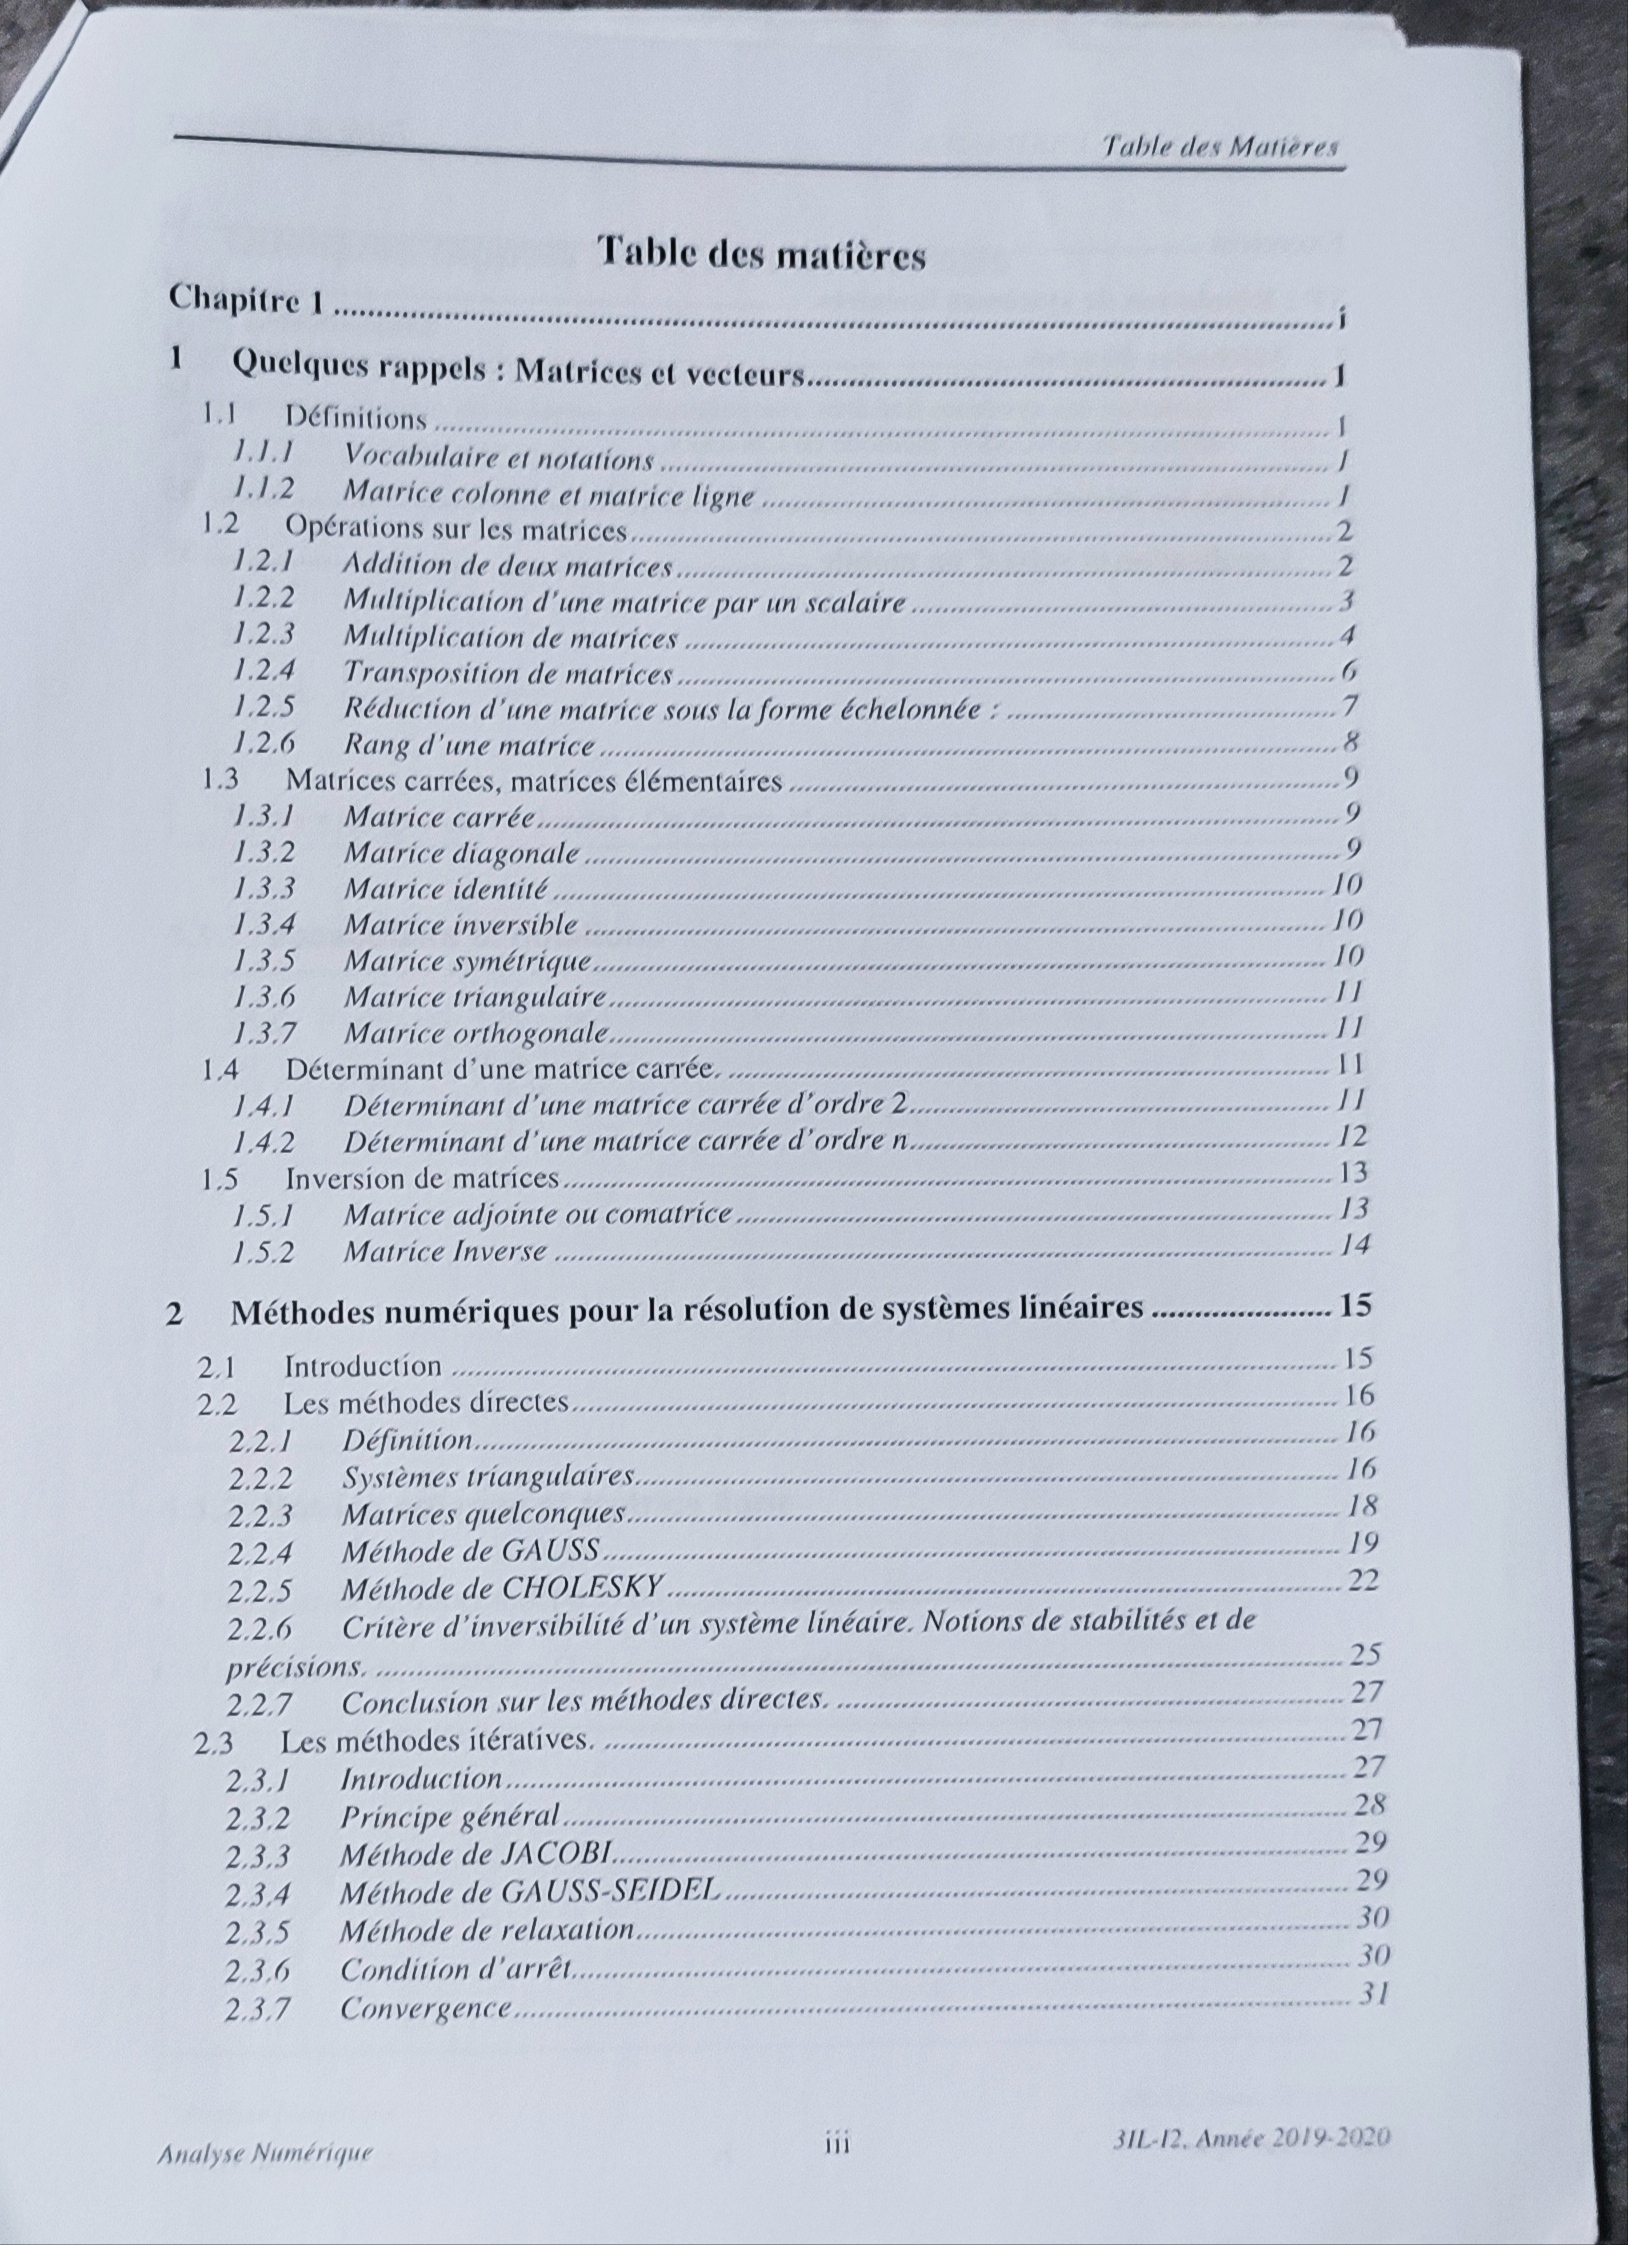 Table des Matières
Table des matières
Chapitre 1 ........ i
1 Quelques rappels : Matrices et vecteurs ........ 1
1.1 Définitions ........ 1
1.1.1 Vocabulaire et notations ........ 1
1.1.2 Matrice colonne et matrice ligne ........ 1
1.2 Opérations sur les matrices ........ 2
1.2.1 Addition de deux matrices ........ 2
1.2.2 Multiplication d'une matrice par un scalaire ........ 3
1.2.3 Multiplication de matrices ........ 4
1.2.4 Transposition de matrices ........ 6
1.2.5 Réduction d'une matrice sous la forme échelonnée : ........ 7
1.2.6 Rang d'une matrice ........ 8
1.3 Matrices carrées, matrices élémentaires ........ 9
1.3.1 Matrice carrée ........ 9
1.3.2 Matrice diagonale ........ 9
1.3.3 Matrice identité ........ 10
1.3.4 Matrice inversible ........ 10
1.3.5 Matrice symétrique ........ 10
1.3.6 Matrice triangulaire ........ 11
1.3.7 Matrice orthogonale ........ 11
1.4 Déterminant d'une matrice carrée. ........ 11
1.4.1 Déterminant d'une matrice carrée d'ordre 2 ........ 11
1.4.2 Déterminant d'une matrice carrée d'ordre n ........ 12
1.5 Inversion de matrices ........ 13
1.5.1 Matrice adjointe ou comatrice ........ 13
1.5.2 Matrice Inverse ........ 14
2 Méthodes numériques pour la résolution de systèmes linéaires ........ 15
2.1 Introduction ........ 15
2.2 Les méthodes directes ........ 16
2.2.1 Définition ........ 16
2.2.2 Systèmes triangulaires ........ 16
2.2.3 Matrices quelconques ........ 18
2.2.4 Méthode de GAUSS ........ 19
2.2.5 Méthode de CHOLESKY ........ 22
2.2.6 Critère d'inversibilité d'un système linéaire. Notions de stabilités et de
précisions. ........ 25
2.2.7 Conclusion sur les méthodes directes. ........ 27
2.3 Les méthodes itératives. ........ 27
2.3.1 Introduction ........ 27
2.3.2 Principe général ........ 28
2.3.3 Méthode de JACOBI ........ 29
2.3.4 Méthode de GAUSS-SEIDEL ........ 29
2.3.5 Méthode de relaxation ........ 30
2.3.6 Condition d'arrêt ........ 30
2.3.7 Convergence ........ 31
Analyse Numérique iii 3IL-I2, Année 2019-2020